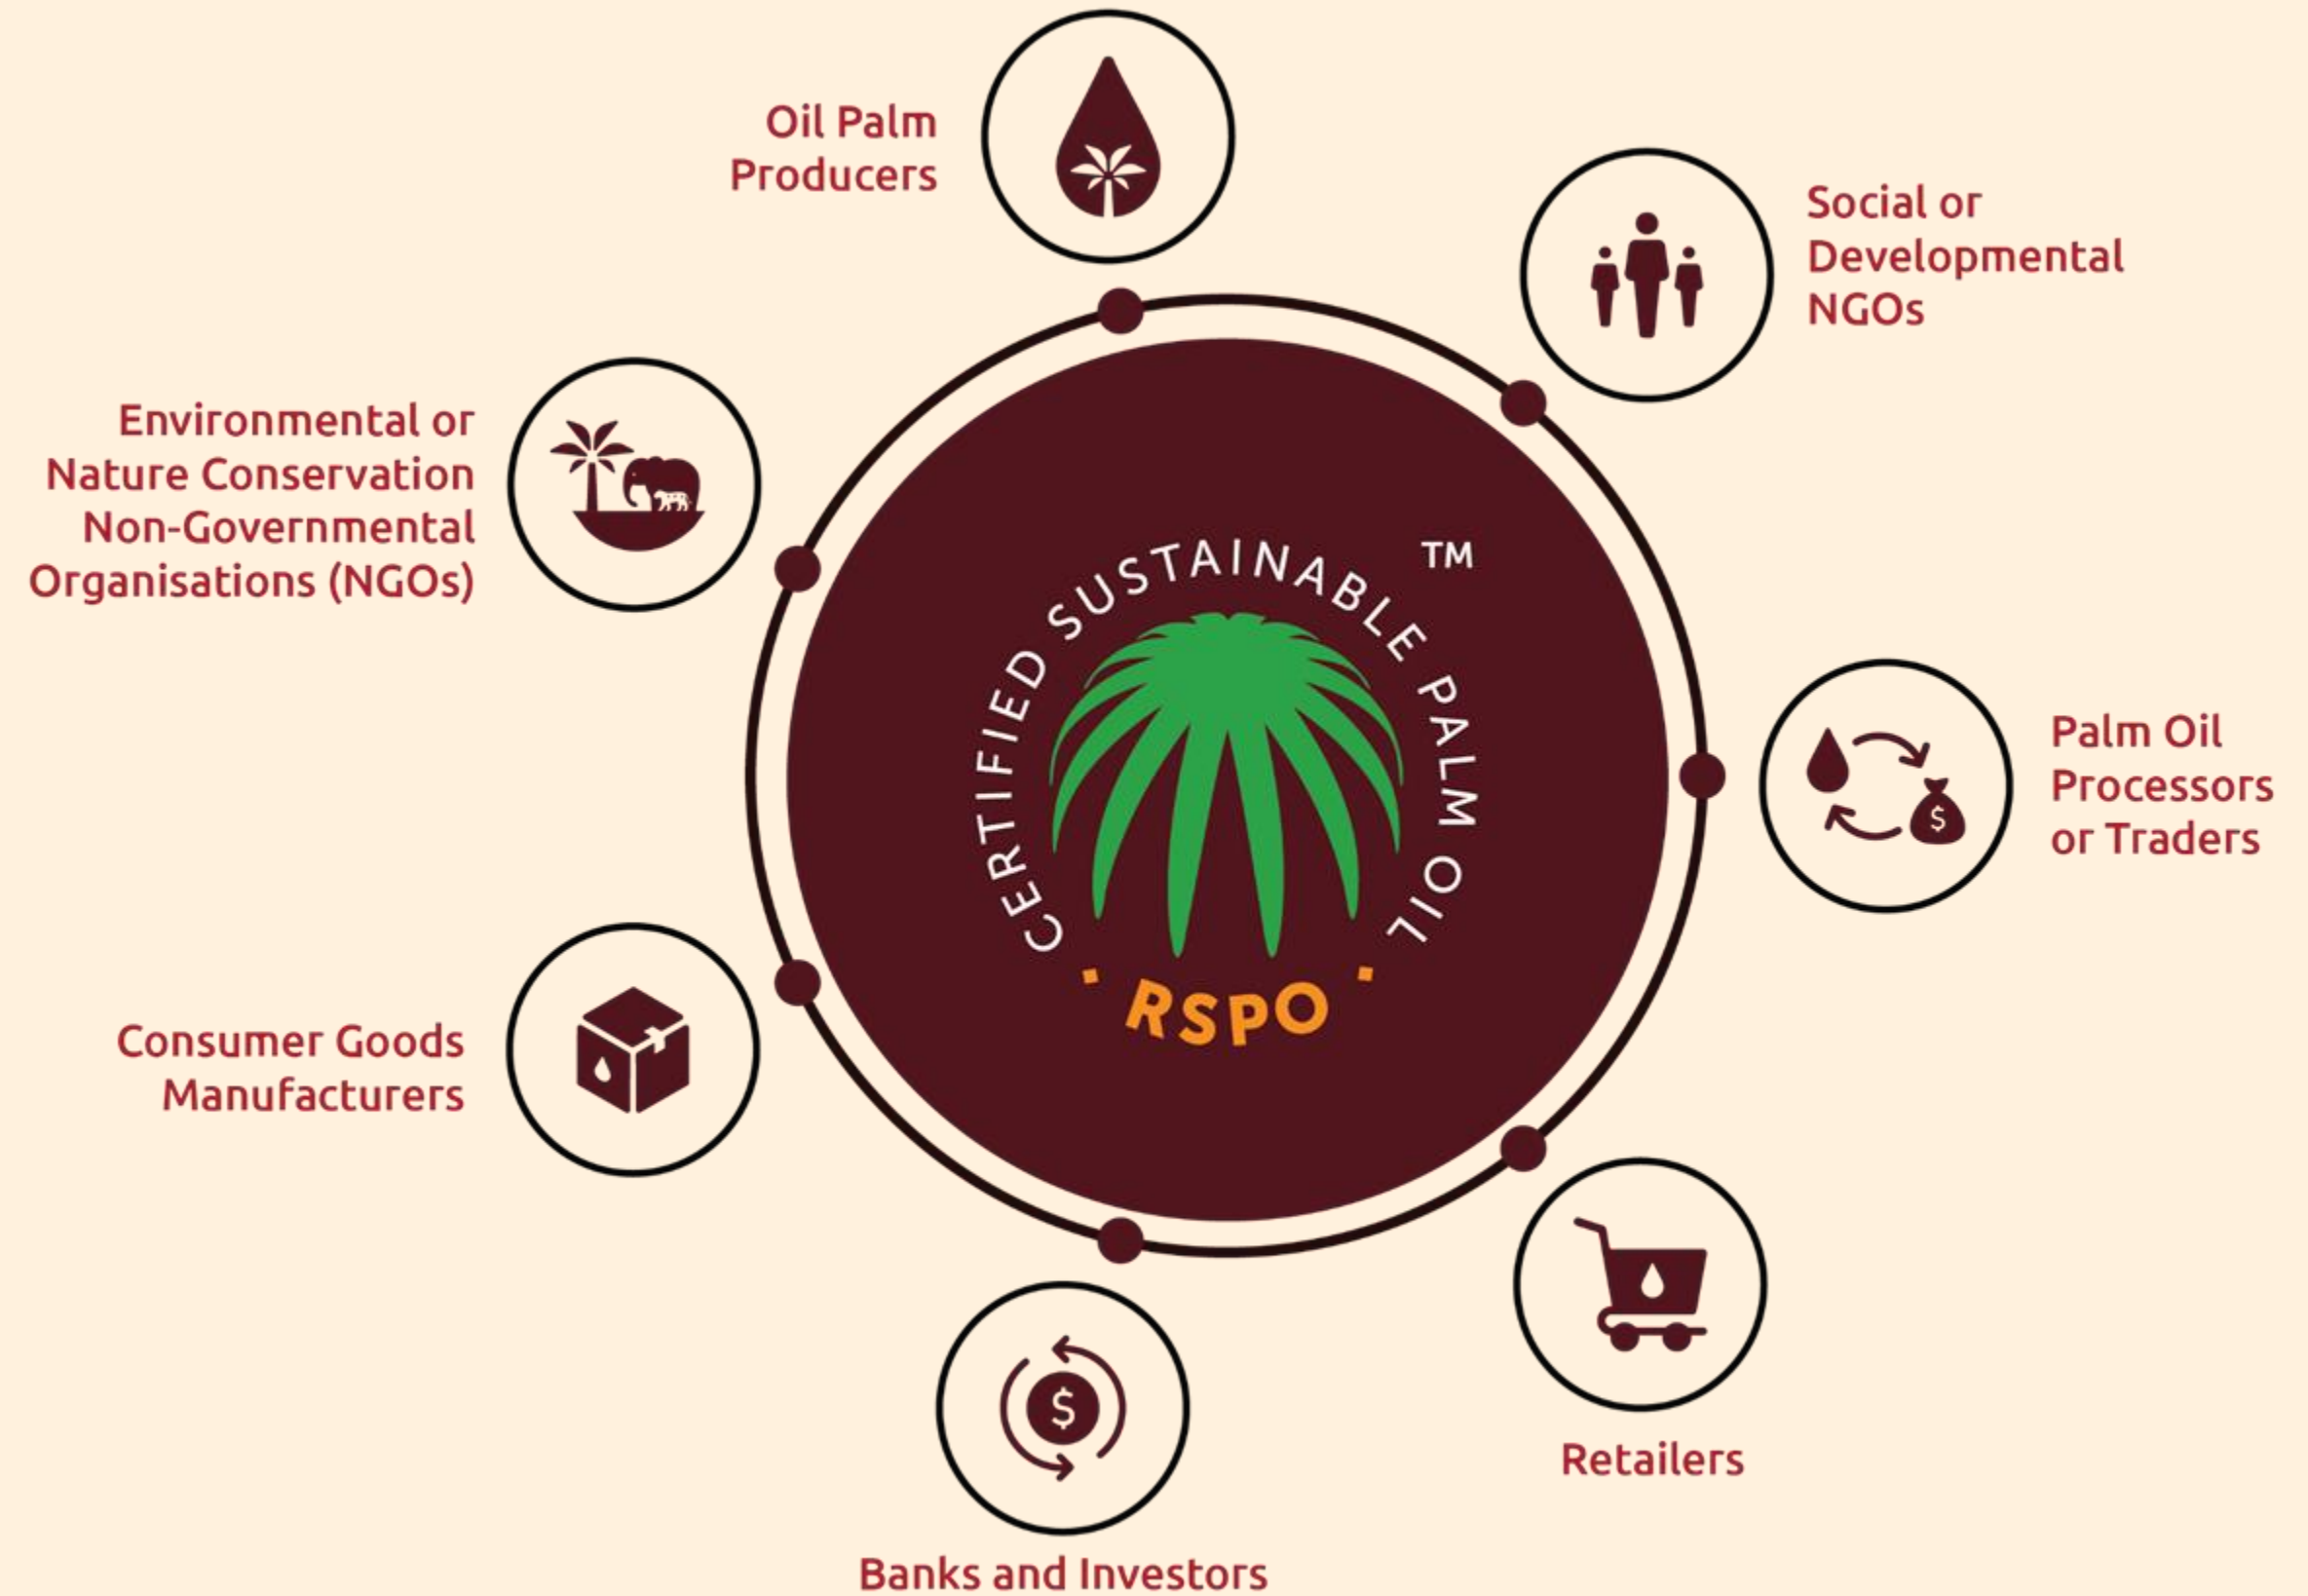 Oil Palm
Producers
Social or
Developmental
NGOs
Environmental or
Nature Conservation
Non-Governmental
Organisations (NGOs)
CERTIFIED SUSTAINABLE PALM OIL
TM
RSPO
Palm Oil
Processors
or Traders
$
Consumer Goods
Manufacturers
$
Retailers
Banks and Investors